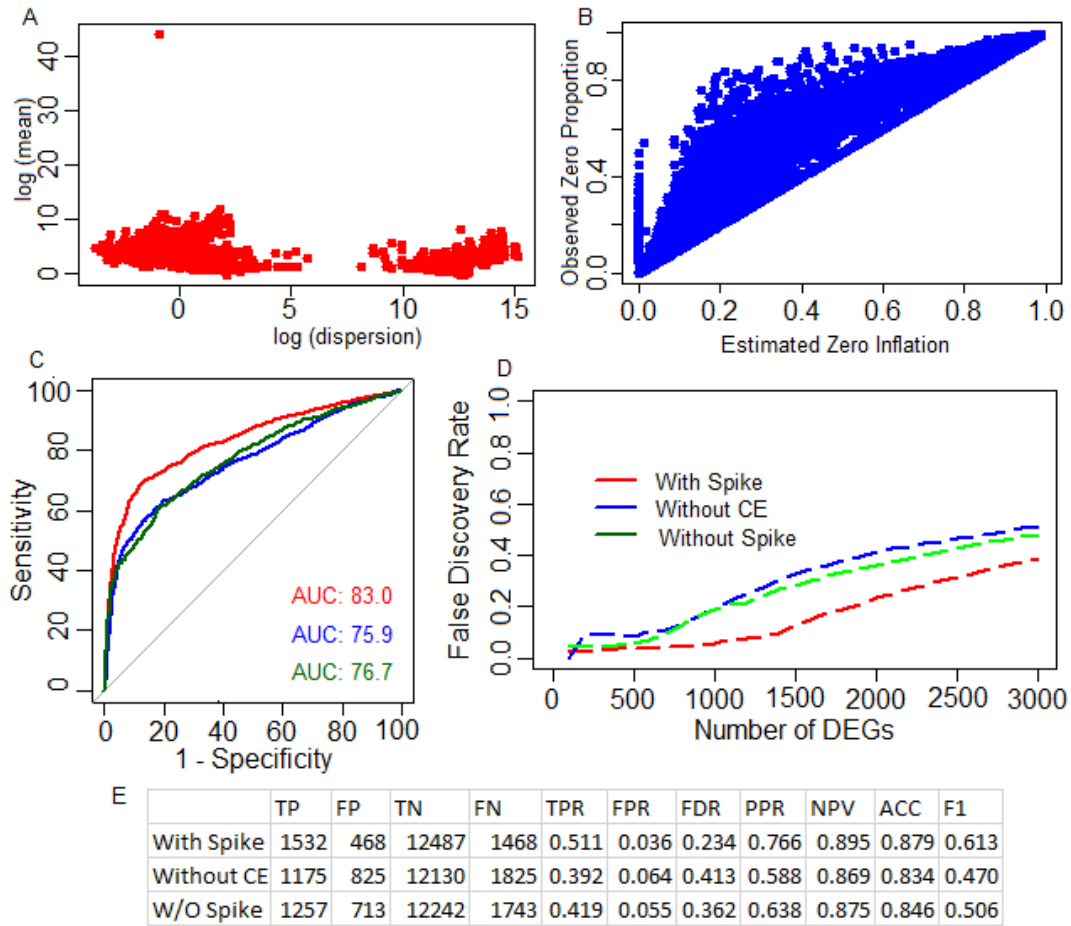 A
log (mean)
0 10 20 30 40
0 5 10 15
log (dispersion)
B
Observed Zero Proportion
0.0 0.4 0.8
0.0 0.2 0.4 0.6 0.8 1.0
Estimated Zero Inflation
C
Sensitivity
0 20 40 60 80 100
AUC: 83.0
AUC: 75.9
AUC: 76.7
0 20 40 60 80 100
1 - Specificity
D
False Discovery Rate
0.0 0.2 0.4 0.6 0.8 1.0
With Spike
Without CE
Without Spike
0 500 1000 1500 2000 3000
Number of DEGs
E
TP FP TN FN TPR FPR FDR PPR NPV ACC F1
With Spike 1532 468 12487 1468 0.511 0.036 0.234 0.766 0.895 0.879 0.613
Without CE 1175 825 12130 1825 0.392 0.064 0.413 0.588 0.869 0.834 0.470
W/O Spike 1257 713 12242 1743 0.419 0.055 0.362 0.638 0.875 0.846 0.506